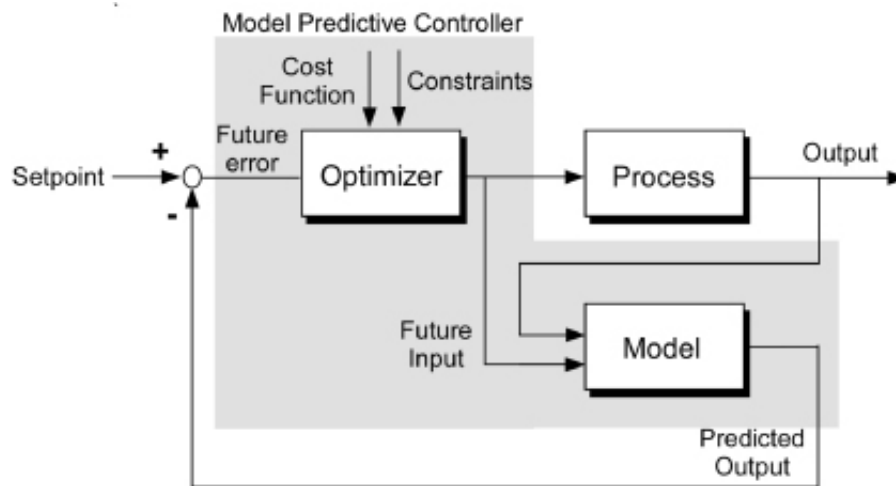 Model Predictive Controller
Cost
Function
Constraints
Future
error
+
Setpoint
-
Optimizer
Process
Output
Future
Input
Model
Predicted
Output